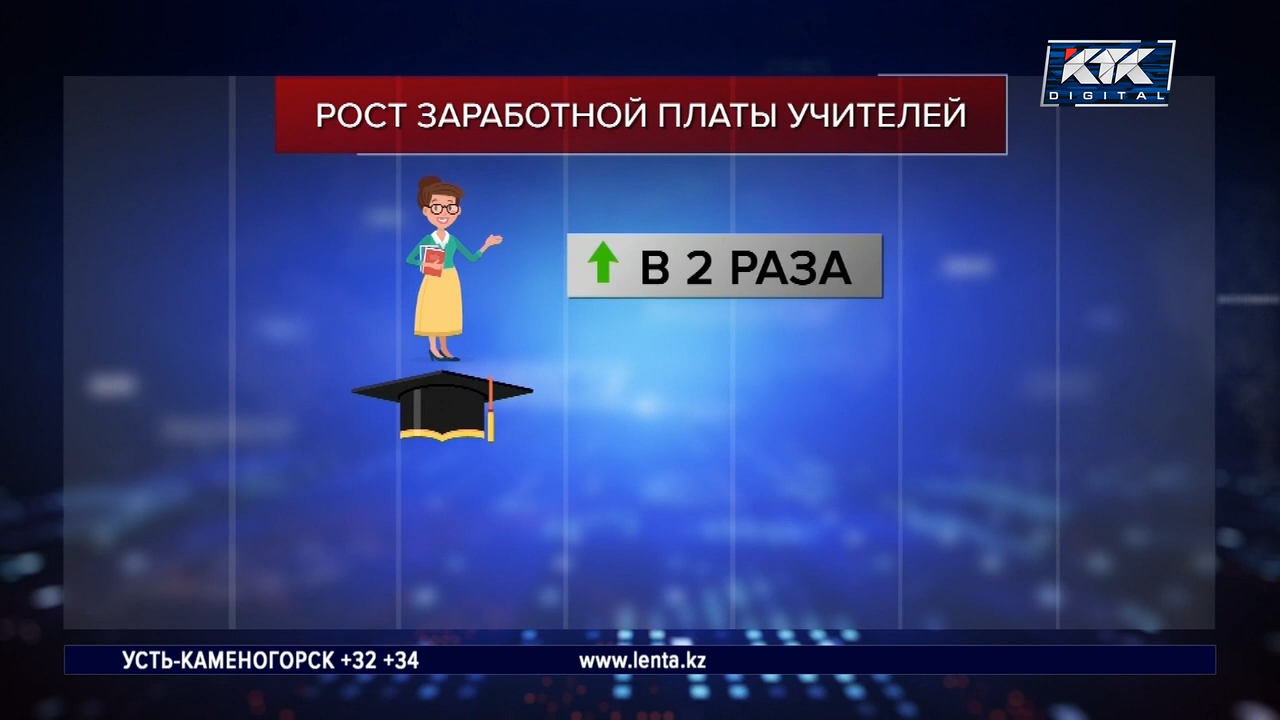 КТК
DIGITAL
РОСТ ЗАРАБОТНОЙ ПЛАТЫ УЧИТЕЛЕЙ
В 2 РАЗА
УСТЬ-КАМЕНОГОРСК +32 +34
www.lenta.kz